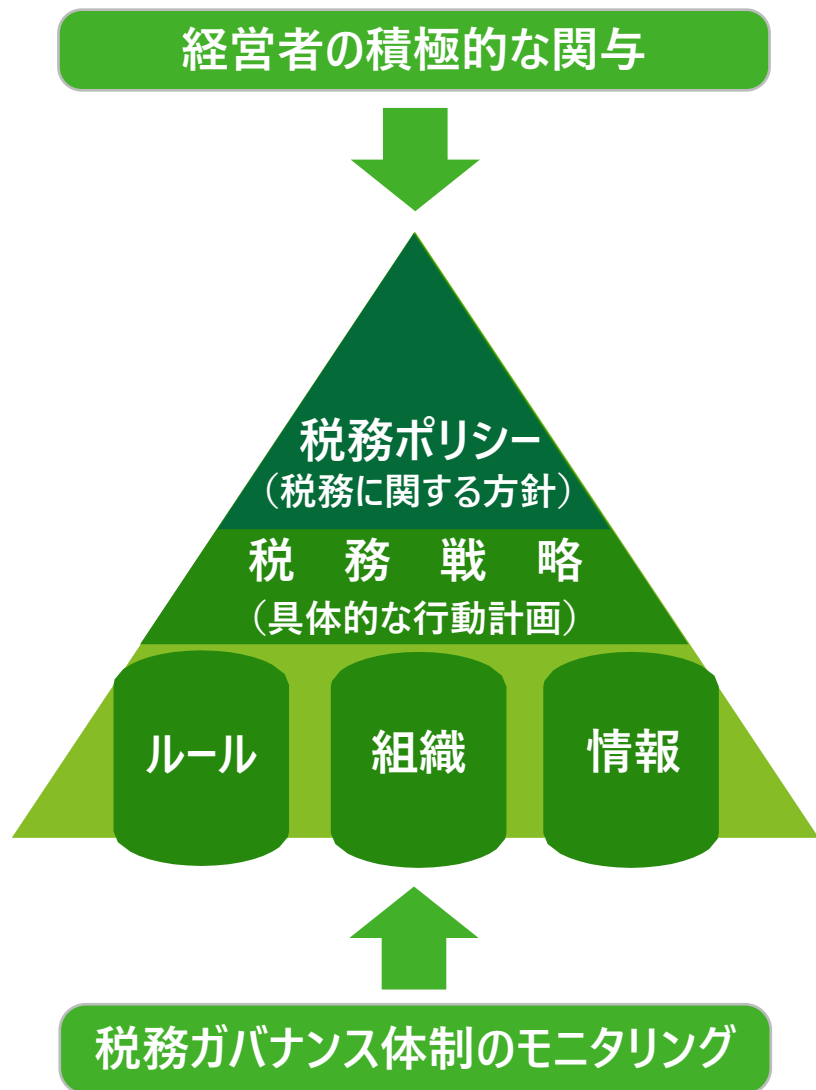 経営者の積極的な関与
税務ポリシー
（税務に関する方針）
税　務　戦　略
（具体的な行動計画）
ルール
組織
情報
税務ガバナンス体制のモニタリング